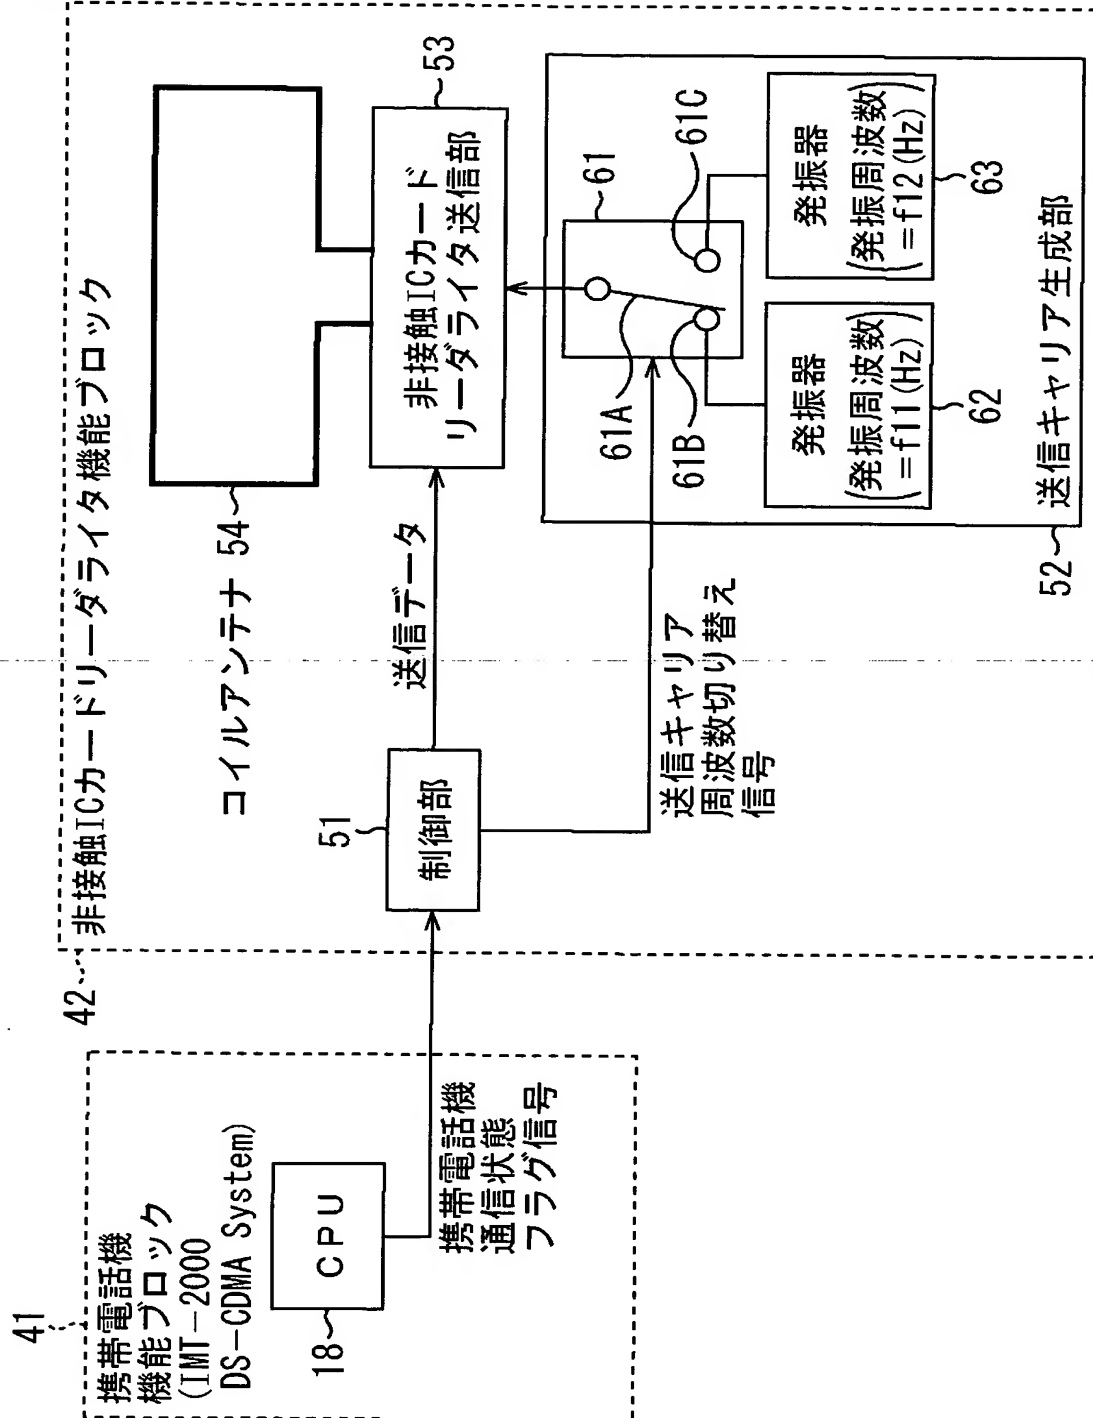 41
携帯電話機
機能ブロック
(IMT-2000
DS-CDMA System)
18
CPU
携帯電話機
通信状態
フラグ信号
42
非接触ICカードリーダライタ機能ブロック
コイルアンテナ 54
51
制御部
送信データ
送信キャリア
周波数切り替え
信号
53
非接触ICカード
リーダライタ送信部
61
61A
61B
61C
発振器
(発振周波数
=f11(Hz))
62
発振器
(発振周波数
=f12(Hz))
63
52
送信キャリア生成部